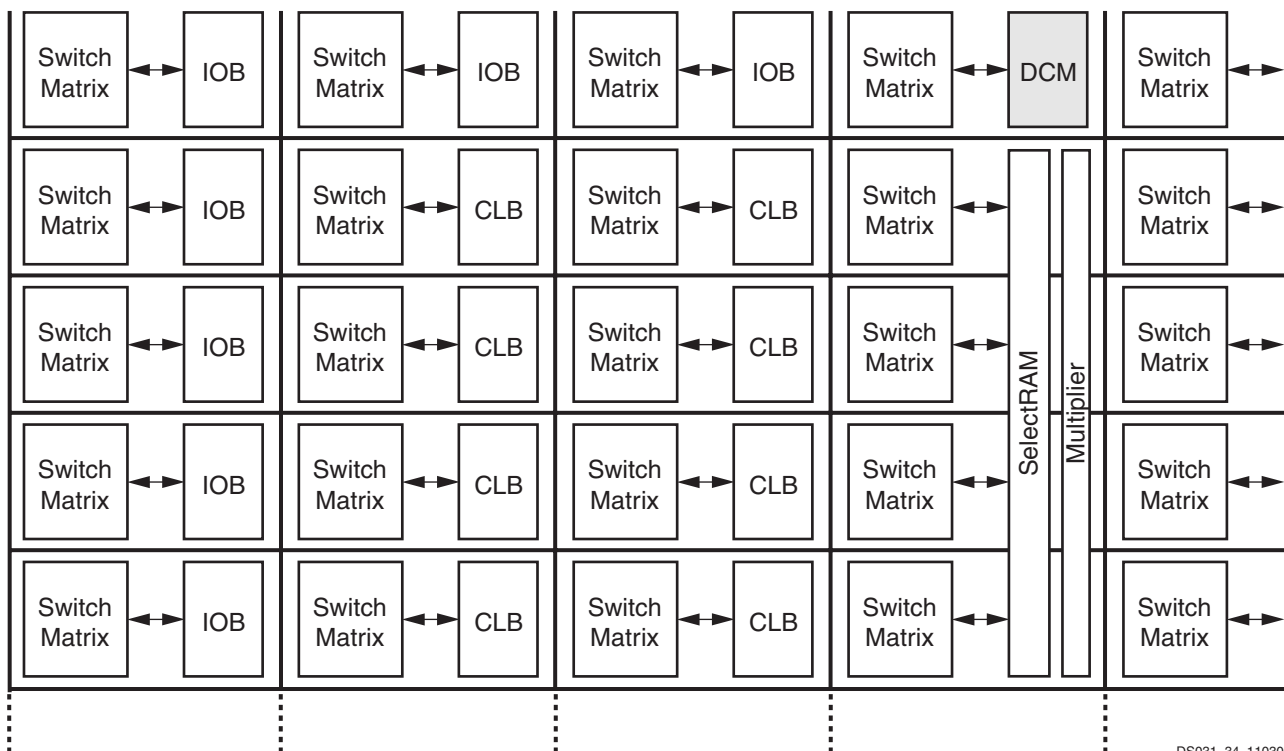 Switch Matrix IOB Switch Matrix IOB Switch Matrix IOB Switch Matrix DCM Switch Matrix
Switch Matrix IOB Switch Matrix CLB Switch Matrix CLB Switch Matrix Switch Matrix
Switch Matrix IOB Switch Matrix CLB Switch Matrix CLB Switch Matrix Switch Matrix
SelectRAM
Multiplier
Switch Matrix IOB Switch Matrix CLB Switch Matrix CLB Switch Matrix Switch Matrix
Switch Matrix IOB Switch Matrix CLB Switch Matrix CLB Switch Matrix Switch Matrix